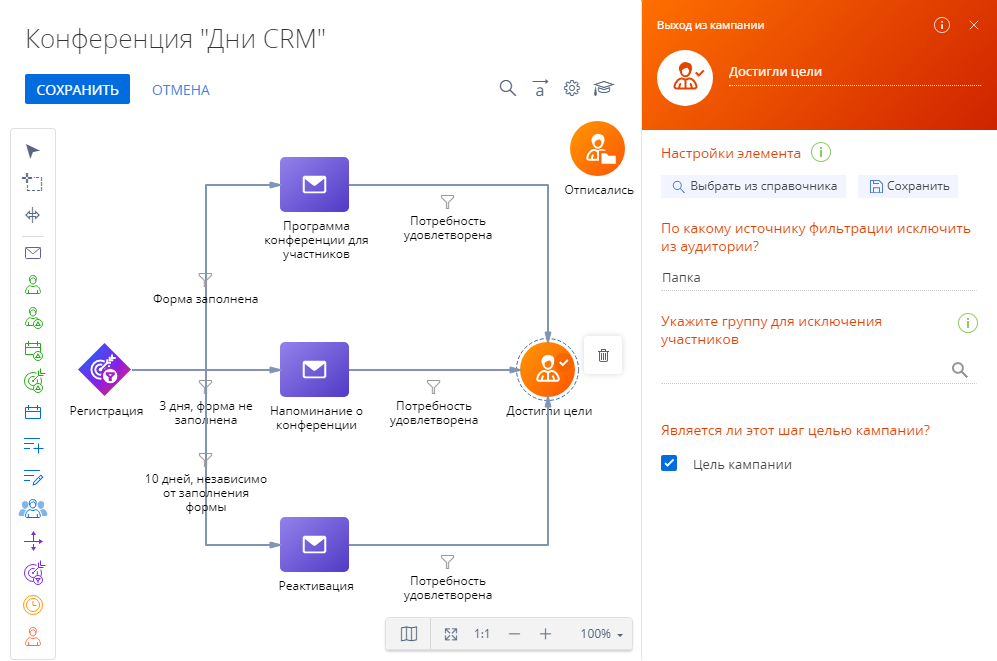 Конференция "Дни CRM"
СОХРАНИТЬ
ОТМЕНА
a
Отписались
Программа
конференции для
участников
Потребность
удовлетворена
Форма заполнена
Регистрация
3 дня, форма не
заполнена
Напоминание о
конференции
Потребность
удовлетворена
Достигли цели
10 дней, независимо
от заполнения
формы
Реактивация
Потребность
удовлетворена
1:1
100%
Выход из кампании
Достигли цели
Настройки элемента
Выбрать из справочника
Сохранить
По какому источнику фильтрации исключить
из аудитории?
Папка
Укажите группу для исключения
участников
Является ли этот шаг целью кампании?
Цель кампании